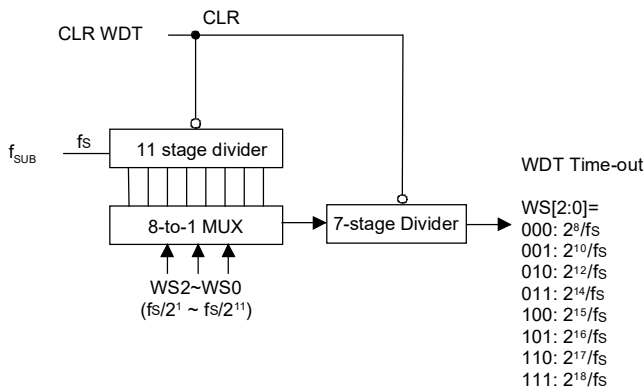 CLR
CLR WDT
fS
fSUB
11 stage divider
8-to-1 MUX
7-stage Divider
WS2~WS0
(fS/2¹ ~ fS/2¹¹)
WDT Time-out
WS[2:0]=
000: 2⁸/fS
001: 2¹⁰/fS
010: 2¹²/fS
011: 2¹⁴/fS
100: 2¹⁵/fS
101: 2¹⁶/fS
110: 2¹⁷/fS
111: 2¹⁸/fS